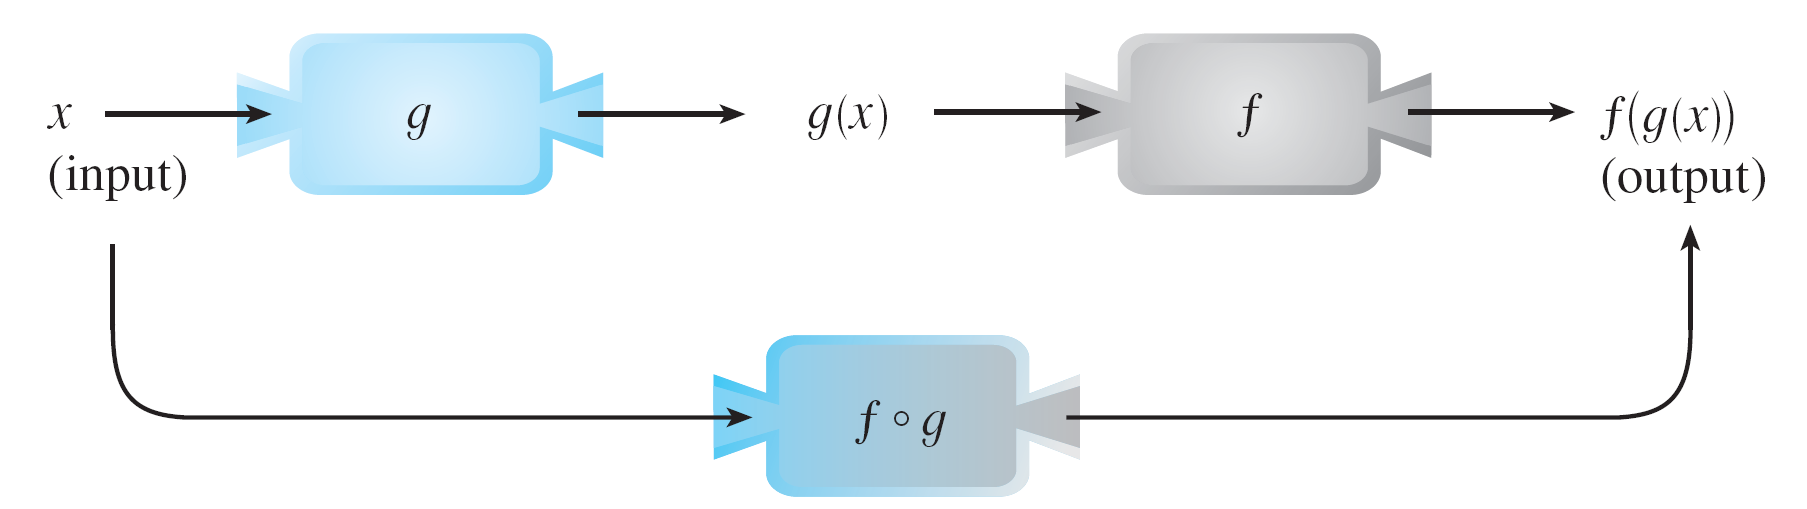 x
(input)
g
g(x)
f
f(g(x))
(output)
f ∘ g